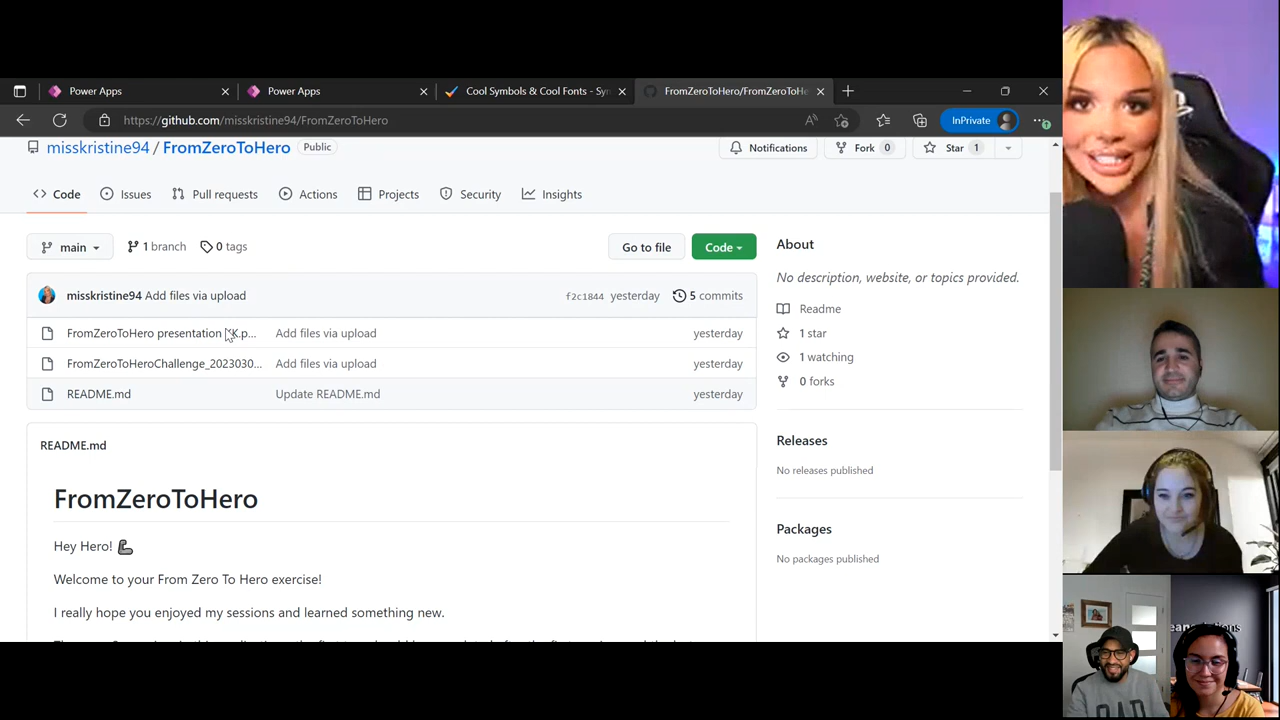 Power Apps
Power Apps
Cool Symbols & Cool Fonts - Syn
FromZeroToHero/FromZeroToHe
https://github.com/misskristine94/FromZeroToHero
InPrivate
misskristine94 / FromZeroToHero Public
Notifications
Fork 0
Star 1
Code
Issues
Pull requests
Actions
Projects
Security
Insights
main
1 branch
0 tags
Go to file
Code
misskristine94 Add files via upload
f2c1844 yesterday
5 commits
FromZeroToHero presentation KK.p...
Add files via upload
yesterday
FromZeroToHeroChallenge_2023030...
Add files via upload
yesterday
README.md
Update README.md
yesterday
README.md
FromZeroToHero
Hey Hero!
Welcome to your From Zero To Hero exercise!
I really hope you enjoyed my sessions and learned something new.
About
No description, website, or topics provided.
Readme
1 star
1 watching
0 forks
Releases
No releases published
Packages
No packages published